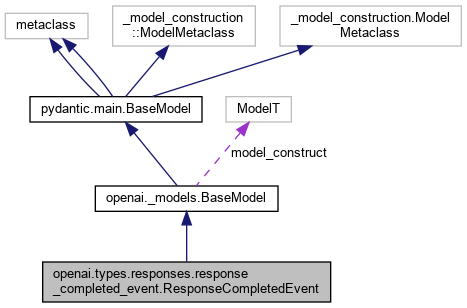 metaclass
_model_construction
::ModelMetaclass
_model_construction.Model
Metaclass
pydantic.main.BaseModel
ModelT
model_construct
openai._models.BaseModel
openai.types.responses.response
_completed_event.ResponseCompletedEvent